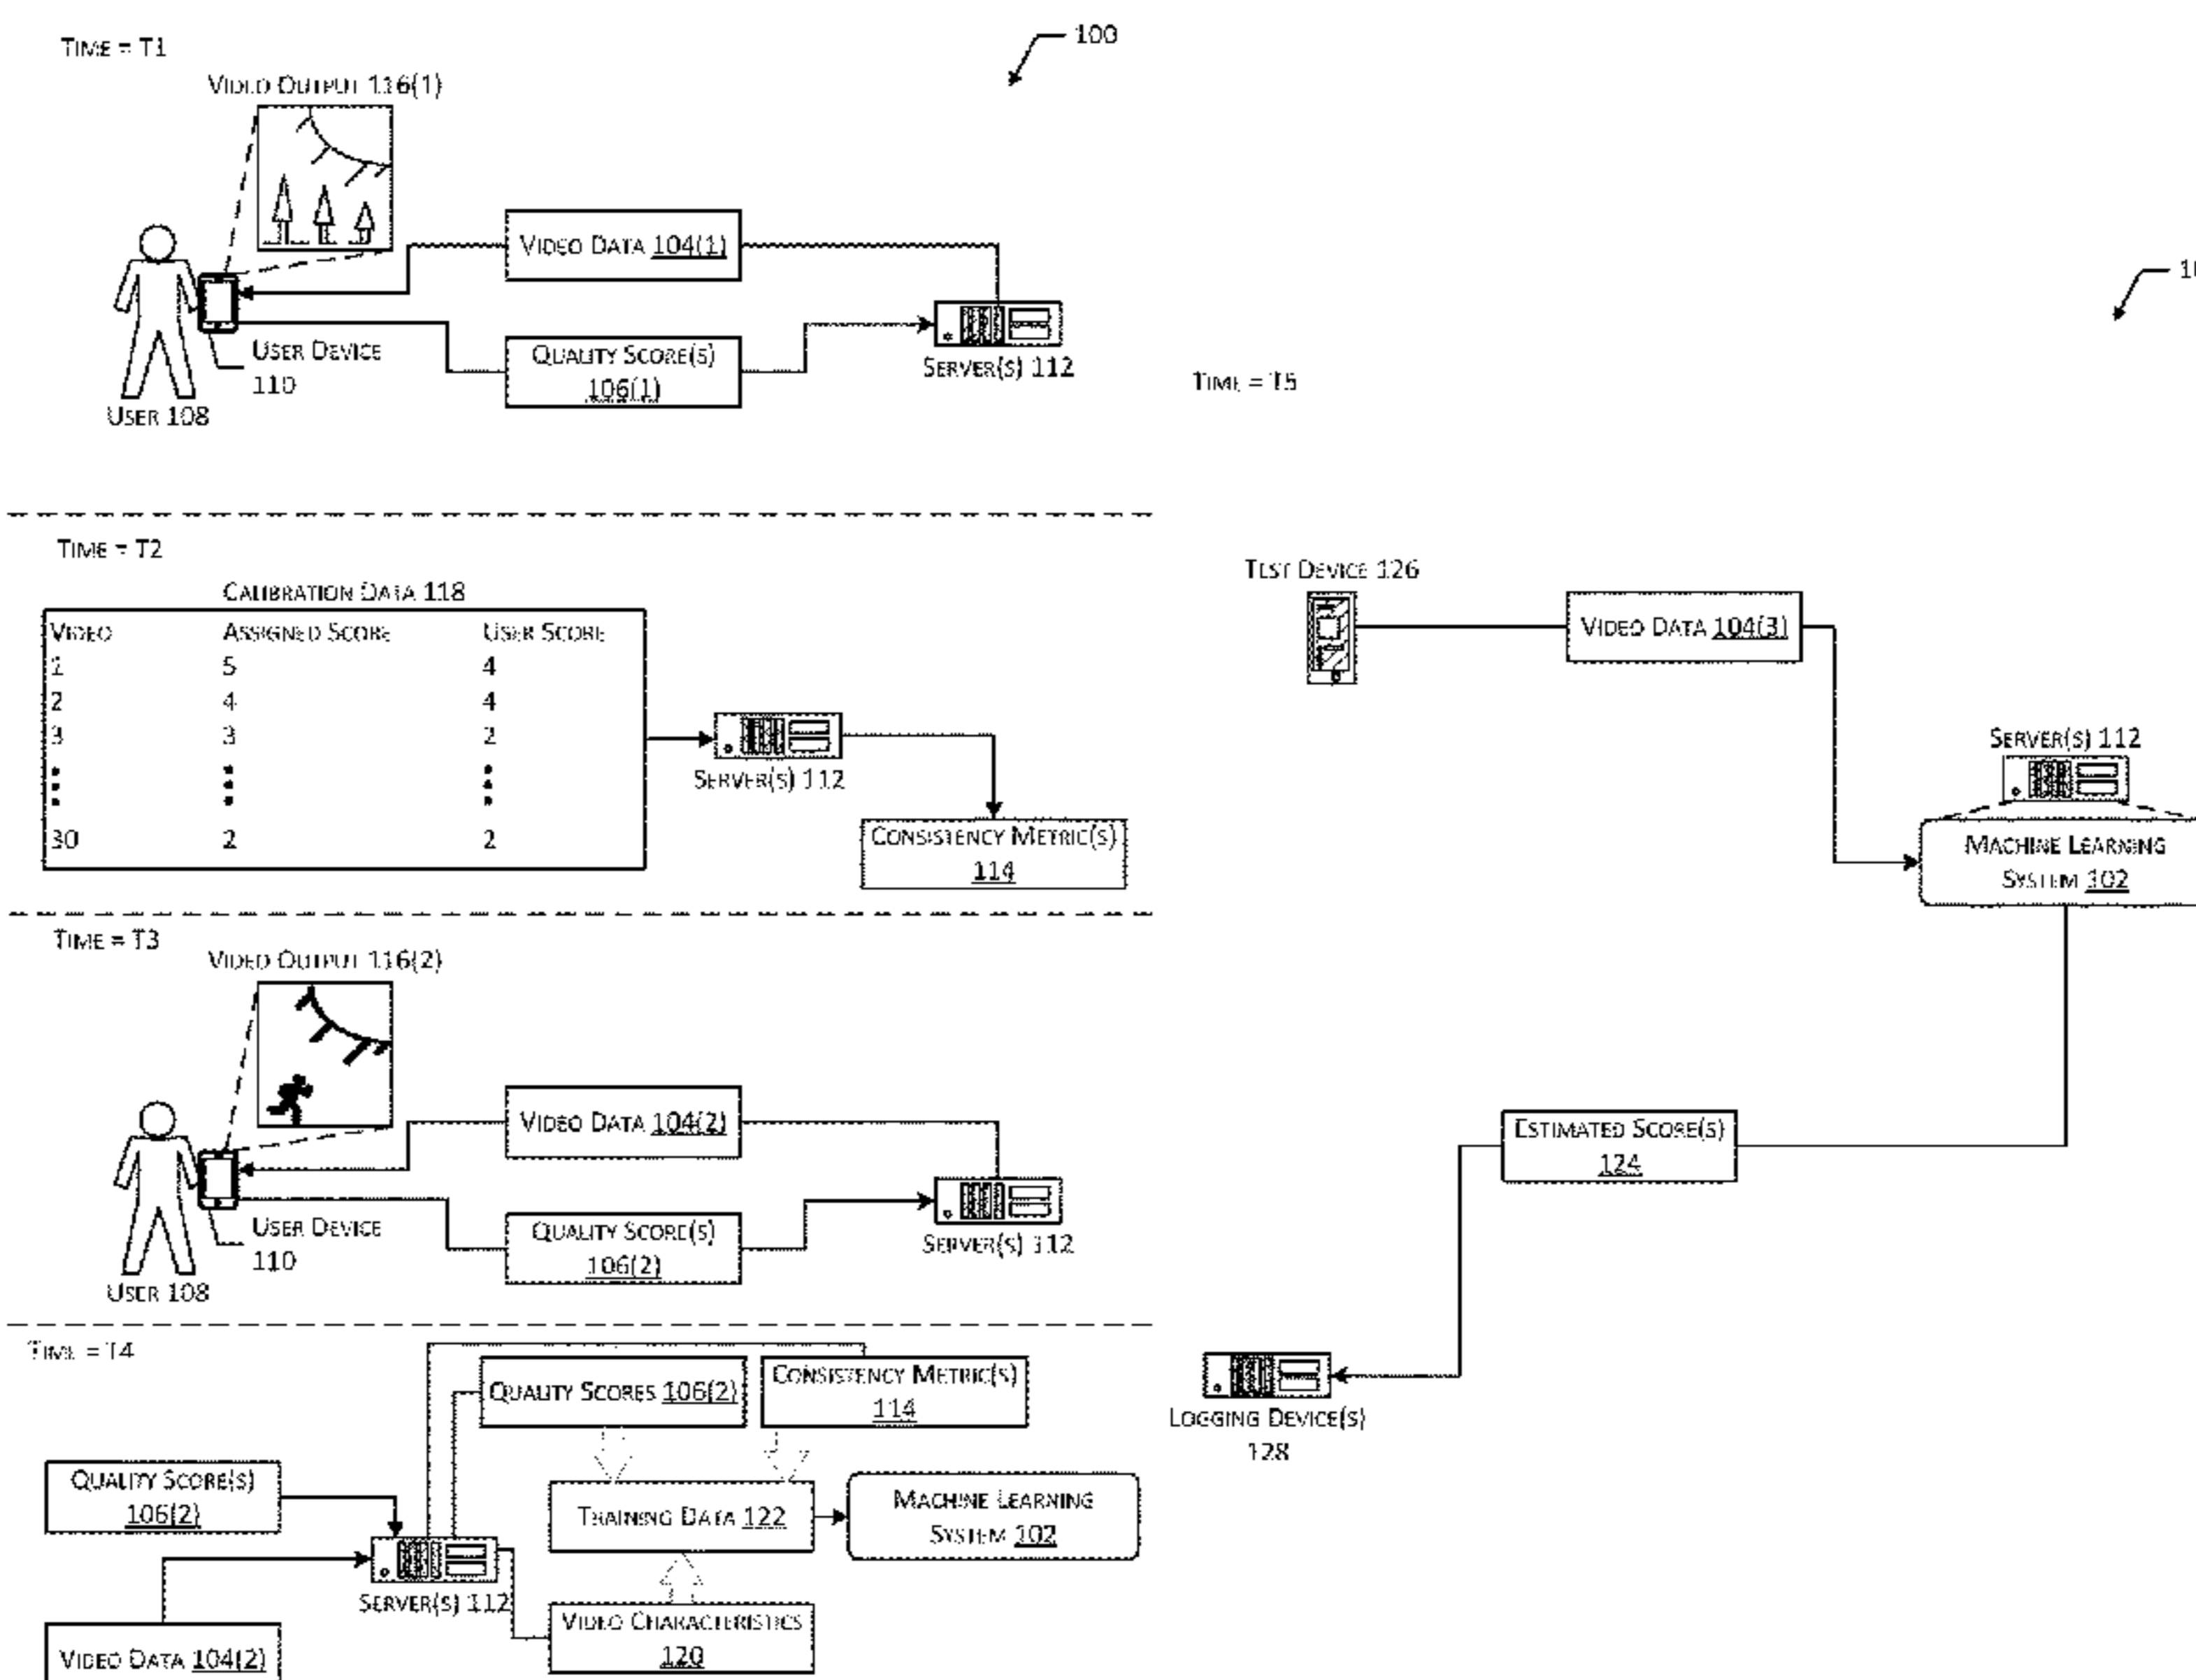 TIME = T1
100
VIDEO OUTPUT 116(1)
VIDEO DATA 104(1)
USER DEVICE
110
QUALITY SCORE(S)
106(1)
SERVER(S) 112
USER 108
TIME = T2
CALIBRATION DATA 118
VIDEO ASSIGNED SCORE USER SCORE
1 5 4
2 4 4
3 3 2
30 2 2
SERVER(S) 112
CONSISTENCY METRIC(S)
114
TIME = T3
VIDEO OUTPUT 116(2)
VIDEO DATA 104(2)
USER DEVICE
110
QUALITY SCORE(S)
106(2)
SERVER(S) 112
USER 108
TIME = T4
QUALITY SCORES 106(2)
CONSISTENCY METRIC(S)
114
QUALITY SCORE(S)
106(2)
TRAINING DATA 122
MACHINE LEARNING
SYSTEM 102
SERVER(S) 112
VIDEO CHARACTERISTICS
120
VIDEO DATA 104(2)
TIME = T5
TEST DEVICE 126
VIDEO DATA 104(3)
SERVER(S) 112
MACHINE LEARNING
SYSTEM 102
ESTIMATED SCORE(S)
124
LOGGING DEVICE(S)
128